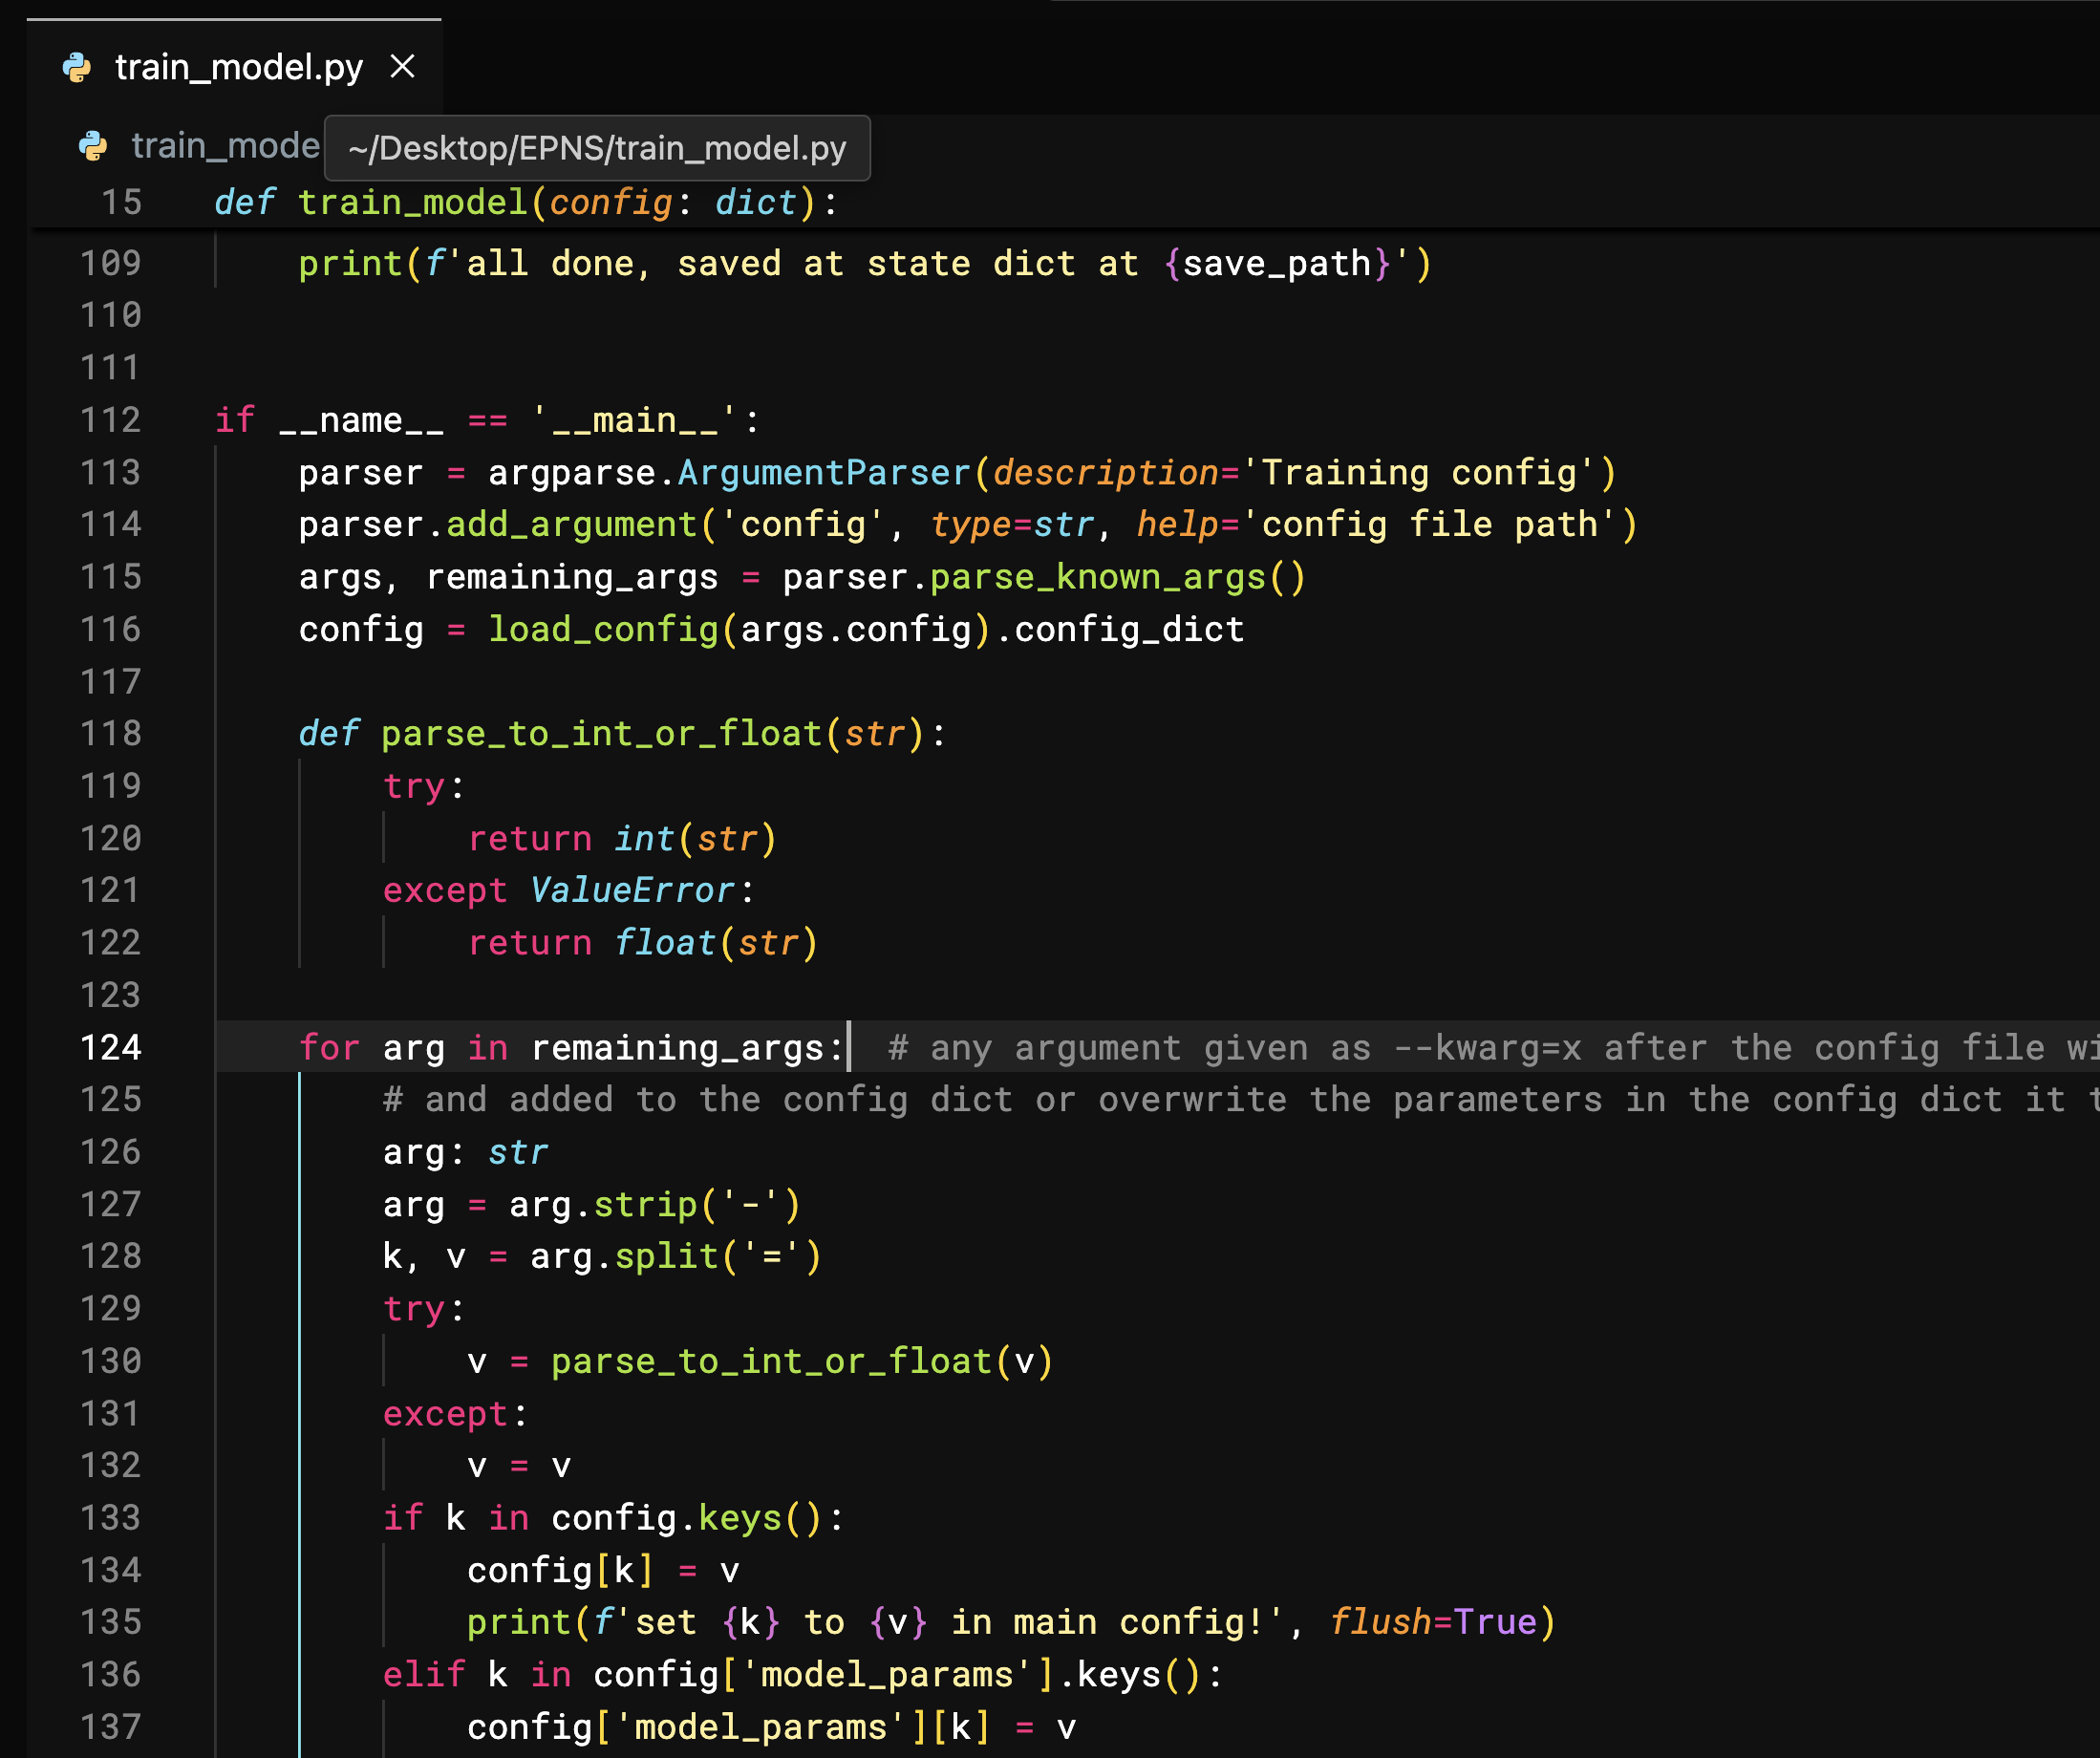 train_model.py
train_mode
~/Desktop/EPNS/train_model.py
15 def train_model(config: dict):
109 print(f'all done, saved at state dict at {save_path}')
110
111
112 if __name__ == '__main__':
113 parser = argparse.ArgumentParser(description='Training config')
114 parser.add_argument('config', type=str, help='config file path')
115 args, remaining_args = parser.parse_known_args()
116 config = load_config(args.config).config_dict
117
118 def parse_to_int_or_float(str):
119 try:
120 return int(str)
121 except ValueError:
122 return float(str)
123
124 for arg in remaining_args: # any argument given as --kwarg=x after the config file wi
125 # and added to the config dict or overwrite the parameters in the config dict it t
126 arg: str
127 arg = arg.strip('-')
128 k, v = arg.split('=')
129 try:
130 v = parse_to_int_or_float(v)
131 except:
132 v = v
133 if k in config.keys():
134 config[k] = v
135 print(f'set {k} to {v} in main config!', flush=True)
136 elif k in config['model_params'].keys():
137 config['model_params'][k] = v